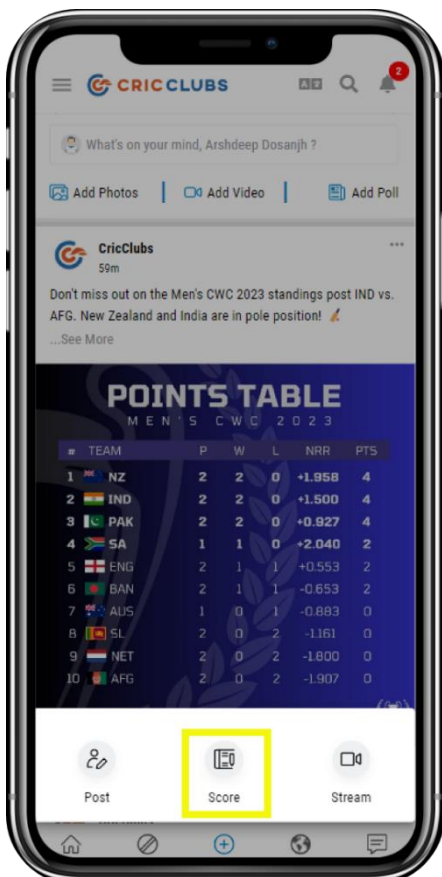 CRICCLUBS
2
What's on your mind, Arshdeep Dosanjh ?
Add Photos
Add Video
Add Poll
CricClubs
59m
Don't miss out on the Men's CWC 2023 standings post IND vs.
AFG. New Zealand and India are in pole position!
...See More
POINTS TABLE
MEN'S CWC 2023
# TEAM P W L NRR PTS
1 NZ 2 2 0 +1.958 4
2 IND 2 2 0 +1.500 4
3 PAK 2 2 0 +0.927 4
4 SA 1 1 0 +2.040 2
5 ENG 2 1 1 +0.553 2
6 BAN 2 1 1 -0.653 2
7 AUS 1 0 1 -0.883 0
8 SL 2 0 2 -1.161 0
9 NET 2 0 2 -1.800 0
10 AFG 2 0 2 -1.907 0
Post
Score
Stream